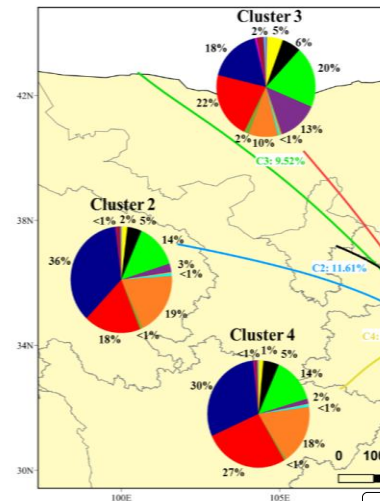 Cluster 3
2%
5%
6%
18%
20%
42N
22%
13%
2%
10%
<1%
C3: 9.52%
Cluster 2
38N
<1%
2%
5%
14%
36%
3%
<1%
C2: 11.61%
19%
18%
<1%
Cluster 4
34N
<1%
1%
5%
14%
30%
2%
<1%
18%
27%
<1%
0 100
30N
100E
105E